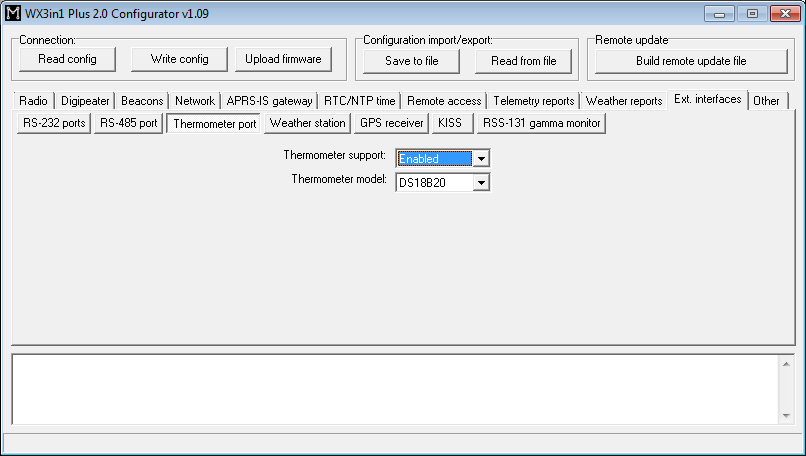 WX3in1 Plus 2.0 Configurator v1.09
Connection: Configuration import/export: Remote update
Read config Write config Upload firmware Save to file Read from file Build remote update file
Radio Digipeater Beacons Network APRS-IS gateway RTC/NTP time Remote access Telemetry reports Weather reports Ext. interfaces Other
RS-232 ports RS-485 port Thermometer port Weather station GPS receiver KISS RSS-131 gamma monitor
Thermometer support: Enabled
Thermometer model: DS18B20